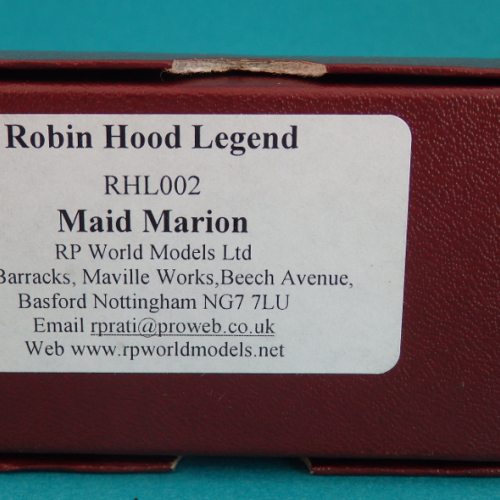 Robin Hood Legend
RHL002
Maid Marion
RP World Models Ltd
Barracks, Maville Works,Beech Avenue,
Basford Nottingham NG7 7LU
Email rprati@proweb.co.uk
Web www.rpworldmodels.net